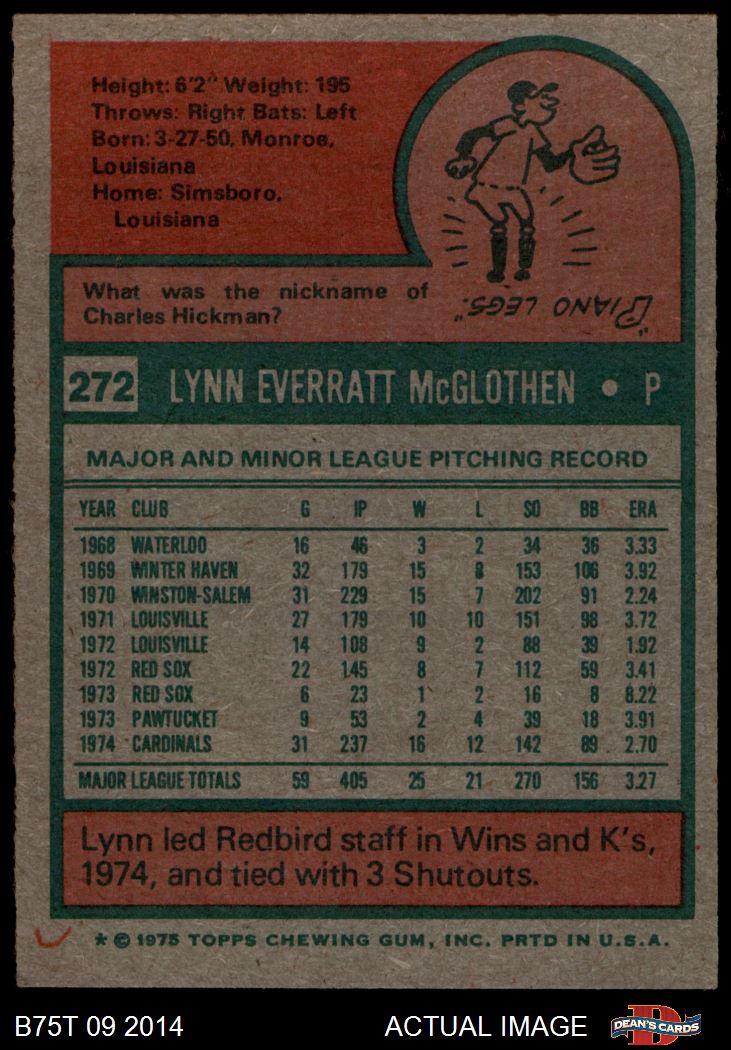 Height: 6'2" Weight: 195
Throws: Right Bats: Left
Born: 3-27-50, Monroe,
Louisiana
Home: Simsboro,
Louisiana
What was the nickname of
Charles Hickman?
"PIANO LEGS."
272 LYNN EVERRATT McGLOTHEN • P
MAJOR AND MINOR LEAGUE PITCHING RECORD
YEAR CLUB G IP W L SO BB ERA
1968 WATERLOO 16 46 3 2 34 36 3.33
1969 WINTER HAVEN 32 179 15 8 153 106 3.92
1970 WINSTON-SALEM 31 229 15 7 202 91 2.24
1971 LOUISVILLE 27 179 10 10 151 98 3.72
1972 LOUISVILLE 14 108 9 2 88 39 1.92
1972 RED SOX 22 145 8 7 112 59 3.41
1973 RED SOX 6 23 1 2 16 8 8.22
1973 PAWTUCKET 9 53 2 4 39 18 3.91
1974 CARDINALS 31 237 16 12 142 89 2.70
MAJOR LEAGUE TOTALS 59 405 25 21 270 156 3.27
Lynn led Redbird staff in Wins and K's,
1974, and tied with 3 Shutouts.
* © 1975 TOPPS CHEWING GUM, INC. PRTD IN U.S.A.
B75T 09 2014 ACTUAL IMAGE D DEAN'S CARDS